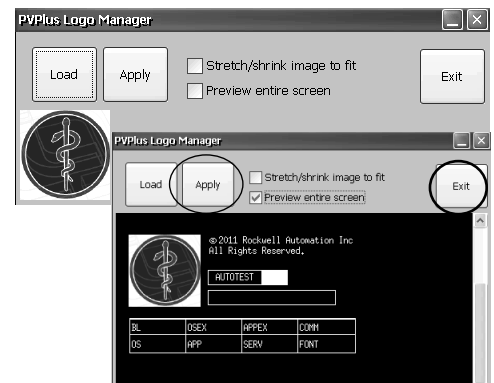 PVPlus Logo Manager
Load Apply Stretch/shrink image to fit Exit
Preview entire screen
PVPlus Logo Manager
Load Apply Stretch/shrink image to fit Exit
Preview entire screen
©2011 Rockwell Automation Inc
All Rights Reserved.
AUTOTEST
BL OSEX APPEX COMM
OS APP SERV FONT